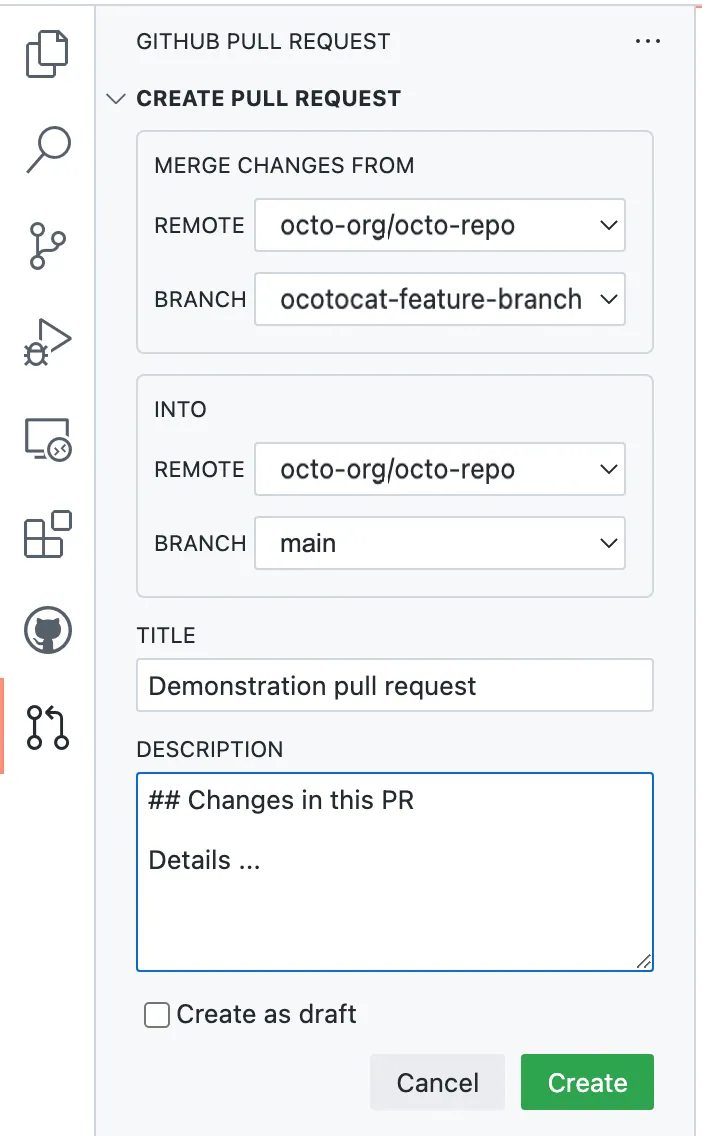 GITHUB PULL REQUEST
CREATE PULL REQUEST
MERGE CHANGES FROM
REMOTE octo-org/octo-repo
BRANCH ocotocat-feature-branch
INTO
REMOTE octo-org/octo-repo
BRANCH main
TITLE
Demonstration pull request
DESCRIPTION
## Changes in this PR
Details ...
Create as draft
Cancel Create